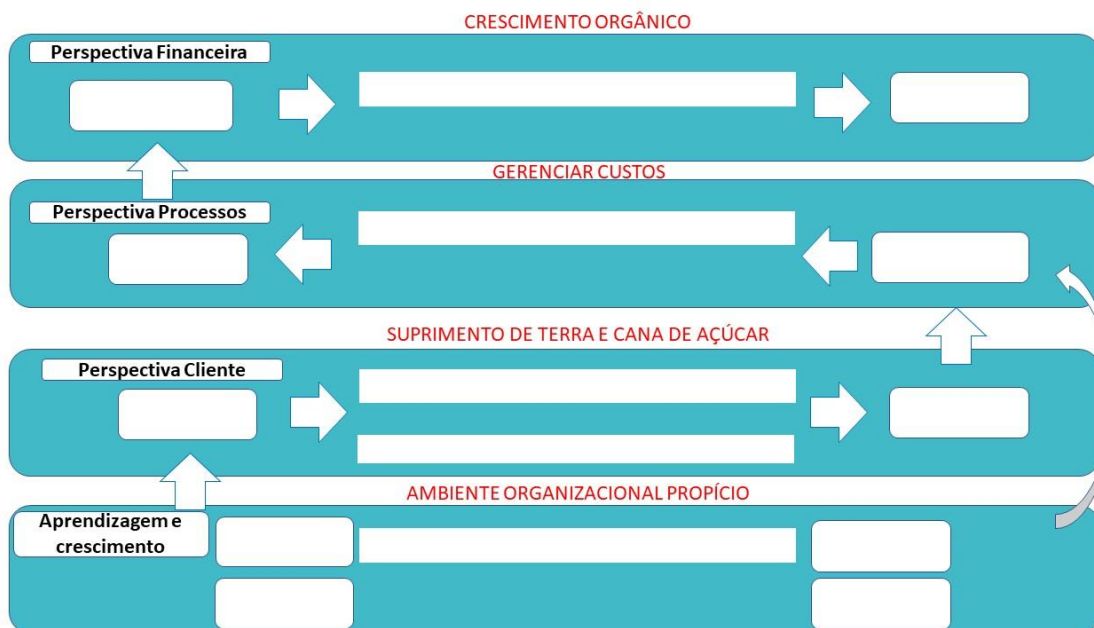 CRESCIMENTO ORGÂNICO
Perspectiva Financeira
GERENCIAR CUSTOS
Perspectiva Processos
SUPRIMENTO DE TERRA E CANA DE AÇÚCAR
Perspectiva Cliente
AMBIENTE ORGANIZACIONAL PROPÍCIO
Aprendizagem e
crescimento